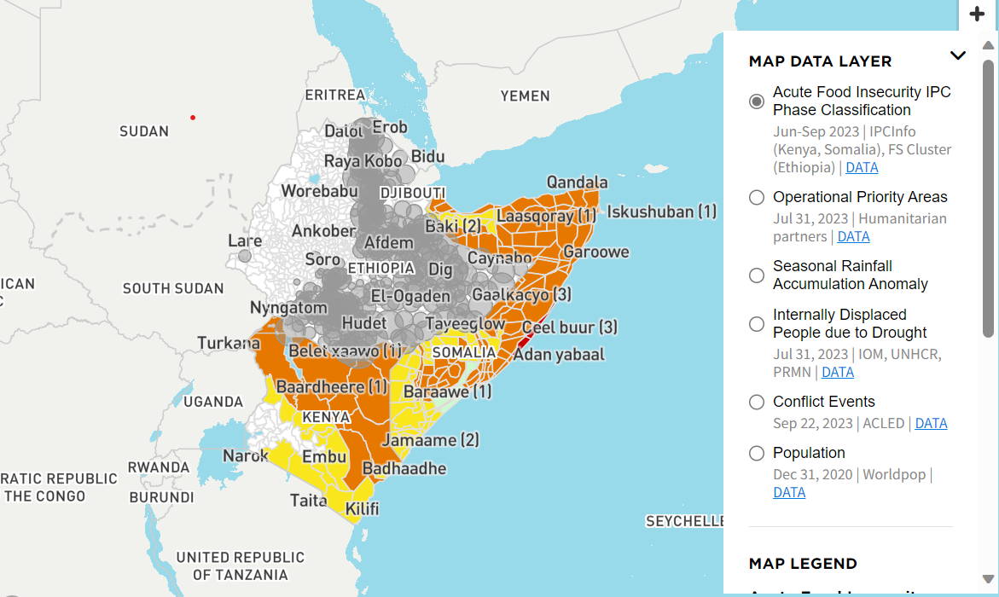 +
MAP DATA LAYER
Acute Food Insecurity IPC
Phase Classification
Jun-Sep 2023 | IPCInfo
(Kenya, Somalia), FS Cluster
(Ethiopia) | DATA
Operational Priority Areas
Jul 31, 2023 | Humanitarian
partners | DATA
Seasonal Rainfall
Accumulation Anomaly
Internally Displaced
People due to Drought
Jul 31, 2023 | IOM, UNHCR,
PRMN | DATA
Conflict Events
Sep 22, 2023 | ACLED | DATA
Population
Dec 31, 2020 | Worldpop |
DATA
MAP LEGEND
ERITREA
YEMEN
SUDAN
Dalol
Erob
Raya Kobo
Bidu
Worebabu
DJIBOUTI
Qandala
Iskushuban (1)
Laasqoray (1)
Baki (2)
Ankober
Lare
Afdem
Garoowe
Caynabo
Soro
ETHIOPIA
Dig
ICAN
SOUTH SUDAN
El-Ogaden
Gaalkacyo (3)
Nyngatom
Hudet
Tayeeglow
Ceel buur (3)
Turkana
Belet xaawo (1)
SOMALIA
Adan yabaal
Baardheere (1)
Baraawe (1)
UGANDA
KENYA
Jamaame (2)
Narok
Embu
Badhaadhe
RWANDA
RATIC REPUBLIC
THE CONGO
BURUNDI
Taita
Kilifi
SEYCHELLE
UNITED REPUBLIC
OF TANZANIA